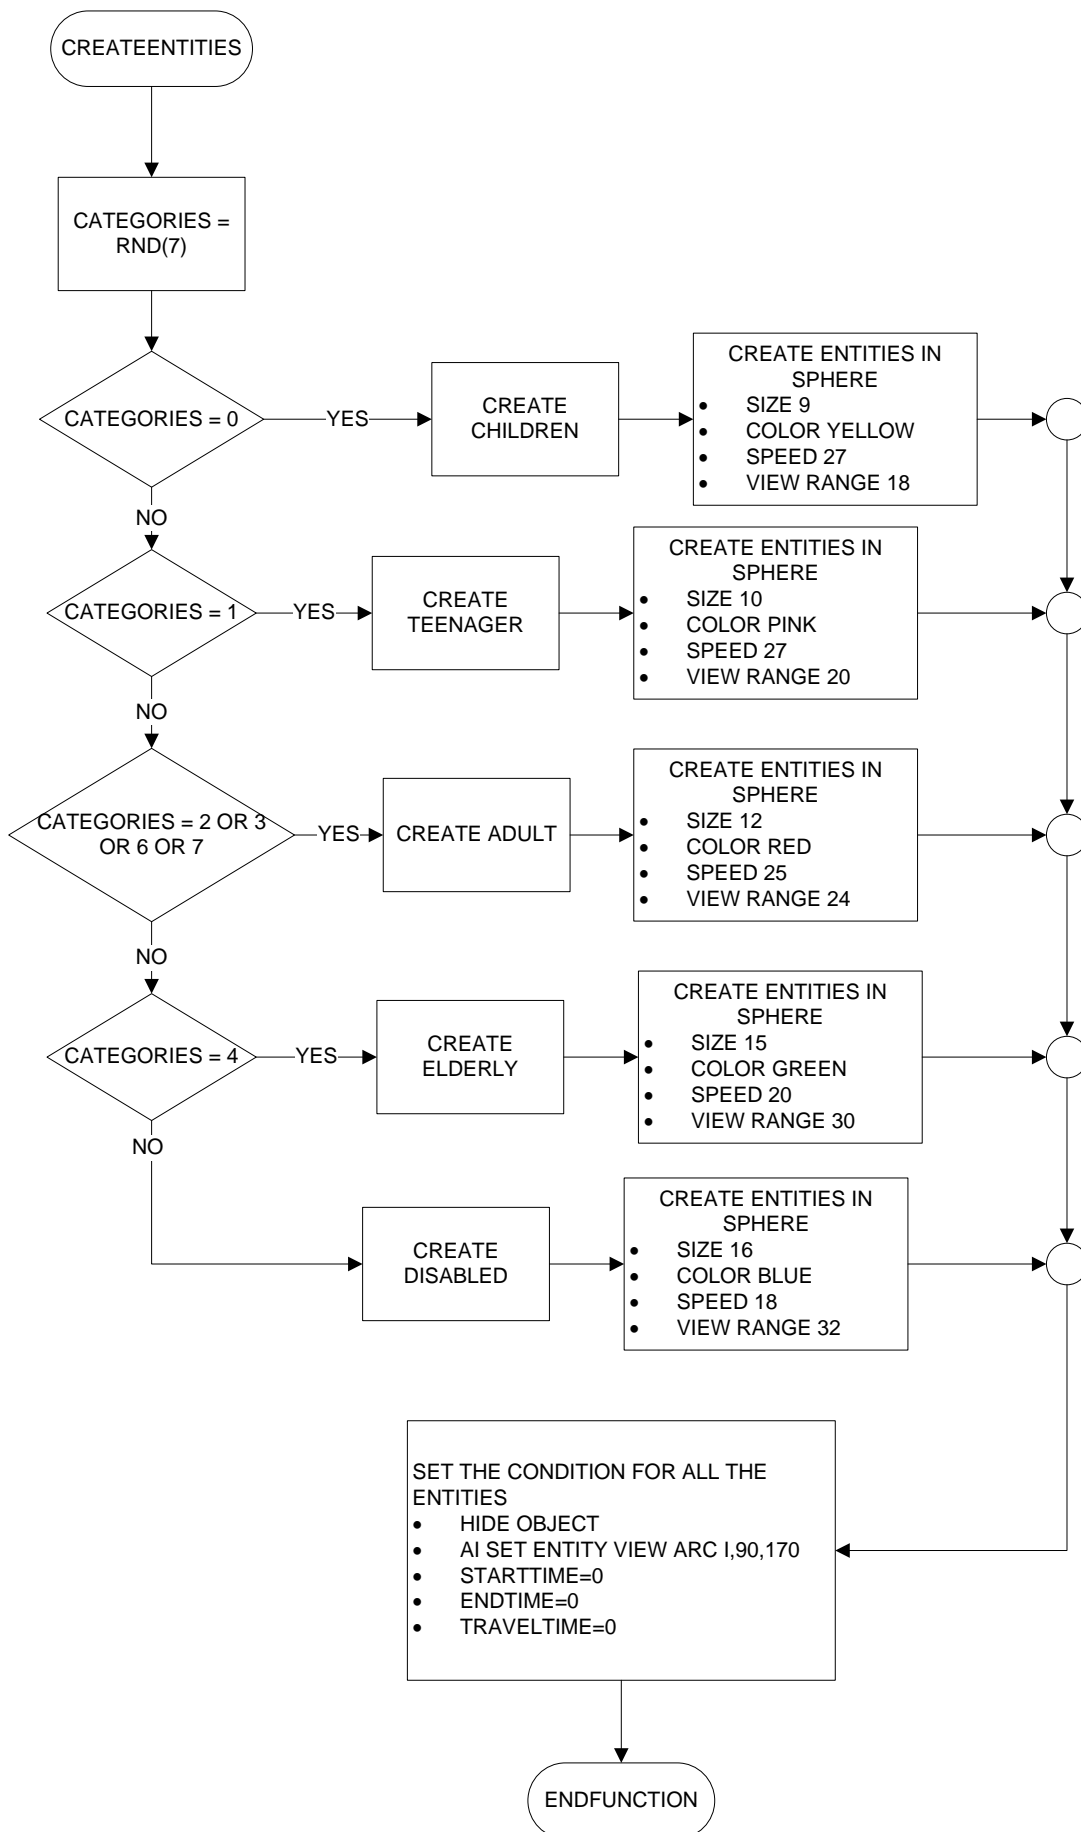 CREATEENTITIES
CATEGORIES =
RND(7)
CATEGORIES = 0
YES
CREATE
CHILDREN
CREATE ENTITIES IN
SPHERE
• SIZE 9
• COLOR YELLOW
• SPEED 27
• VIEW RANGE 18
NO
CATEGORIES = 1
YES
CREATE
TEENAGER
CREATE ENTITIES IN
SPHERE
• SIZE 10
• COLOR PINK
• SPEED 27
• VIEW RANGE 20
NO
CATEGORIES = 2 OR 3
OR 6 OR 7
YES
CREATE ADULT
CREATE ENTITIES IN
SPHERE
• SIZE 12
• COLOR RED
• SPEED 25
• VIEW RANGE 24
NO
CATEGORIES = 4
YES
CREATE
ELDERLY
CREATE ENTITIES IN
SPHERE
• SIZE 15
• COLOR GREEN
• SPEED 20
• VIEW RANGE 30
NO
CREATE
DISABLED
CREATE ENTITIES IN
SPHERE
• SIZE 16
• COLOR BLUE
• SPEED 18
• VIEW RANGE 32
SET THE CONDITION FOR ALL THE
ENTITIES
• HIDE OBJECT
• AI SET ENTITY VIEW ARC I,90,170
• STARTTIME=0
• ENDTIME=0
• TRAVELTIME=0
ENDFUNCTION